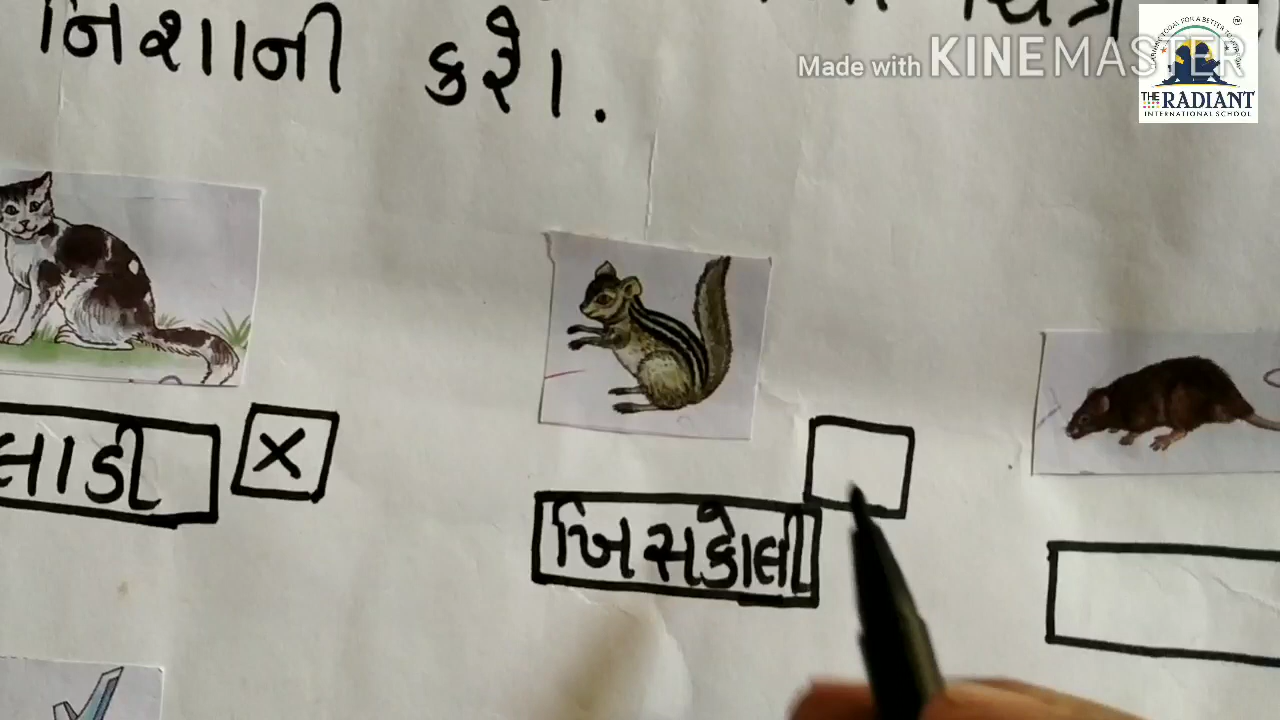 ચિત્ર
નિશાની કરો.
Made with KINEMASTER
THE RADIANT
INTERNATIONAL SCHOOL
લાડી
X
ખિસકોલી